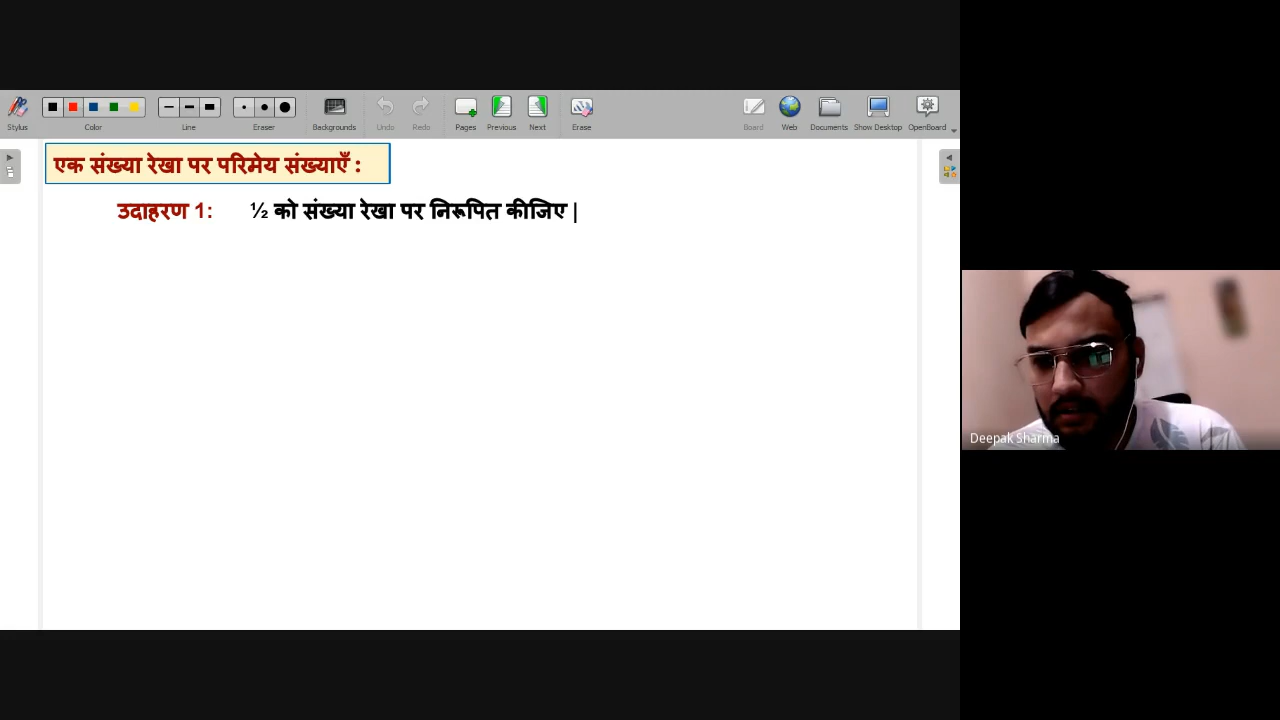 Stylus Color Line Eraser Backgrounds Undo Redo Pages Previous Next Erase Board Web Documents Show Desktop OpenBoard
एक संख्या रेखा पर परिमेय संख्याएँ :
उदाहरण 1: ½ को संख्या रेखा पर निरूपित कीजिए |
Deepak Sharma